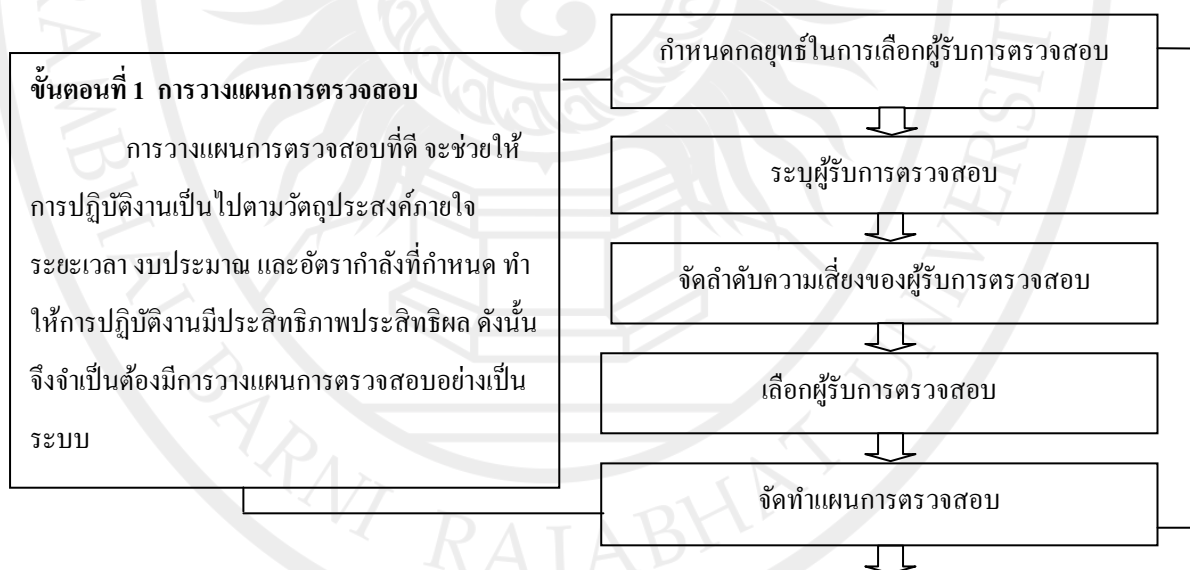 ขั้นตอนที่ 1 การวางแผนการตรวจสอบ
การวางแผนการตรวจสอบที่ดี จะช่วยให้
การปฏิบัติงานเป็นไปตามวัตถุประสงค์ภายใจ
ระยะเวลา งบประมาณ และอัตรากำลังที่กำหนด ทำ
ให้การปฏิบัติงานมีประสิทธิภาพประสิทธิผล ดังนั้น
จึงจำเป็นต้องมีการวางแผนการตรวจสอบอย่างเป็น
ระบบ
กำหนดกลยุทธ์ในการเลือกผู้รับการตรวจสอบ
ระบุผู้รับการตรวจสอบ
จัดลำดับความเสี่ยงของผู้รับการตรวจสอบ
เลือกผู้รับการตรวจสอบ
จัดทำแผนการตรวจสอบ
RAMBHAI BARNI RAJABHAT UNIVERSI